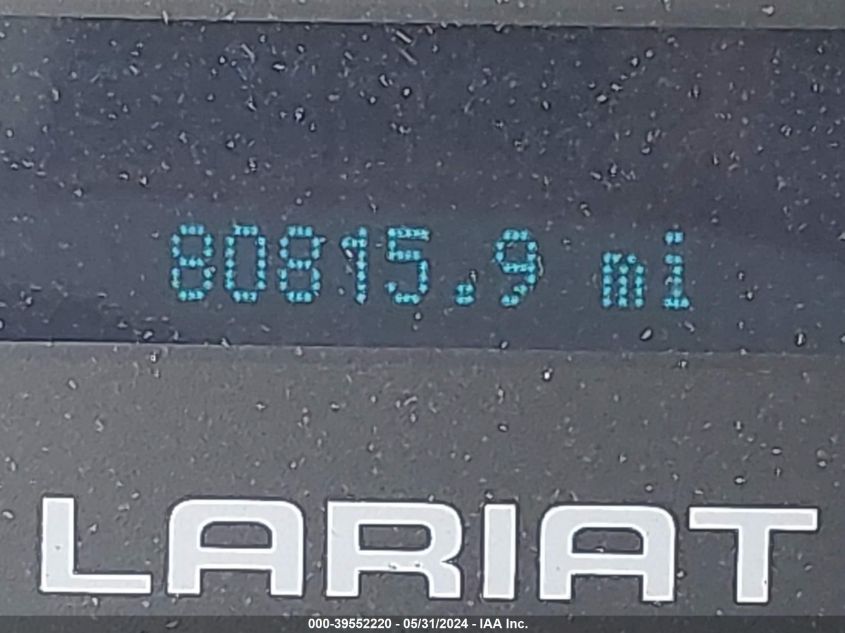 80815.9 mi
LARIAT
000-39552220 - 05/31/2024 - IAA Inc.